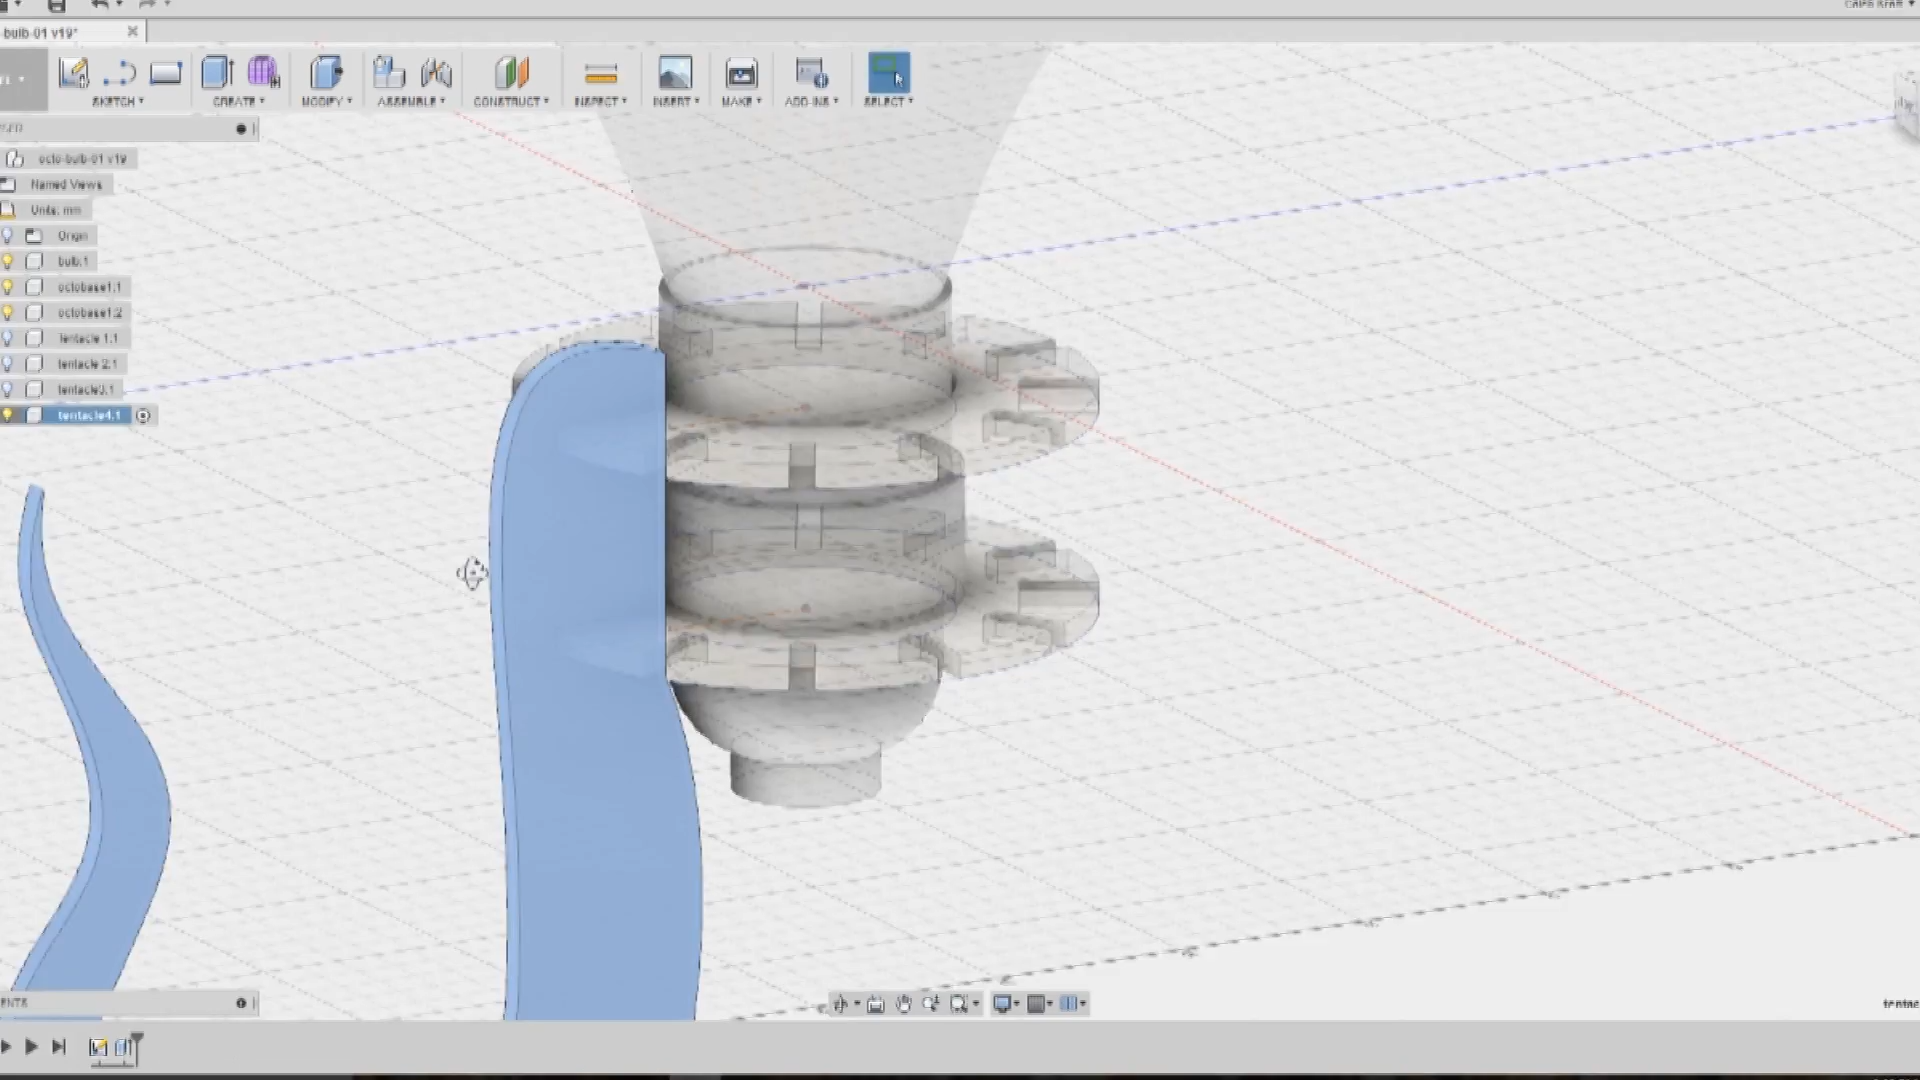 -bulb-01 v19*
SKETCH
CREATE
MODIFY
ASSEMBLE
CONSTRUCT
INSPECT
INSERT
MAKE
ADD-INS
SELECT
octo-bulb-01 v19
Named Views
Units: mm
Origin
bulb:1
octobase1:1
octobase1:2
Tentacle 1:1
tentacle 2:1
tentacle3:1
tentacle4:1
ENTS
tentac